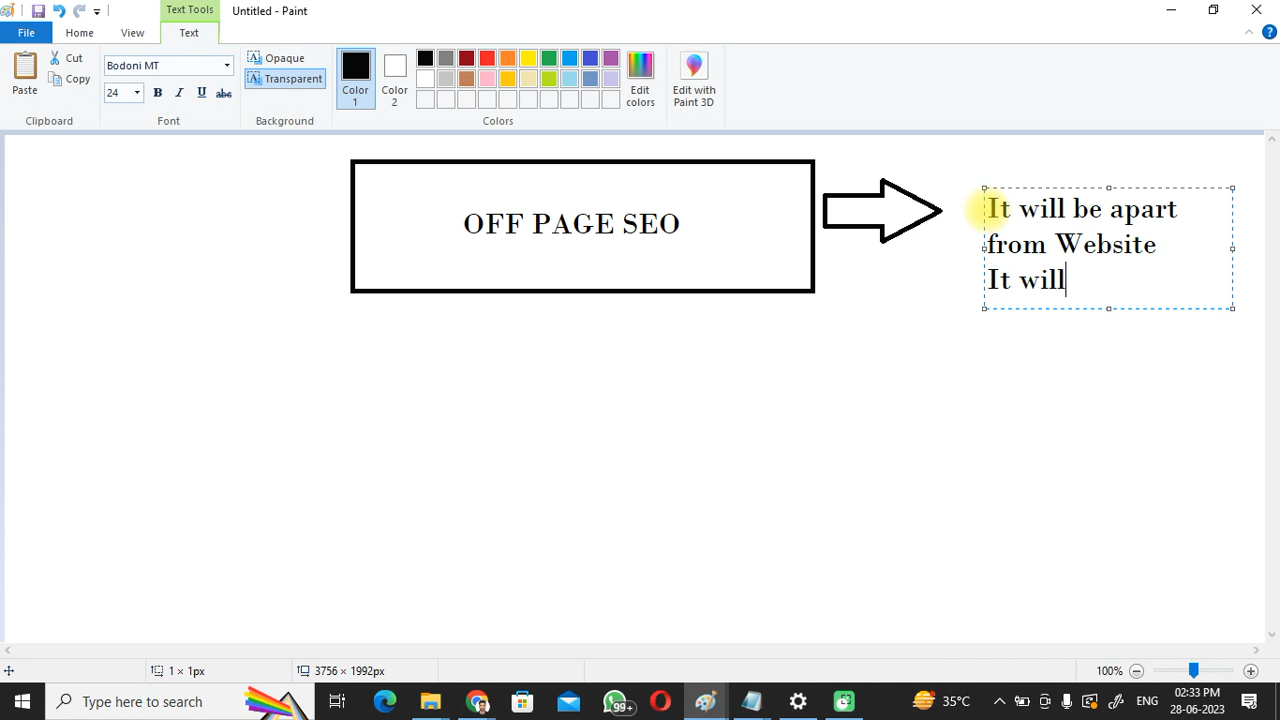 Text Tools
Untitled - Paint
File
Home
View
Text
Paste
Cut
Copy
Clipboard
Bodoni MT
24
B
I
U
abc
Font
Opaque
Transparent
Background
Color 1
Color 2
Edit colors
Colors
Edit with Paint 3D
OFF PAGE SEO
It will be apart
from Website
It will
1 × 1px
3756 × 1992px
100%
Type here to search
99+
35°C
ENG
02:33 PM
28-06-2023